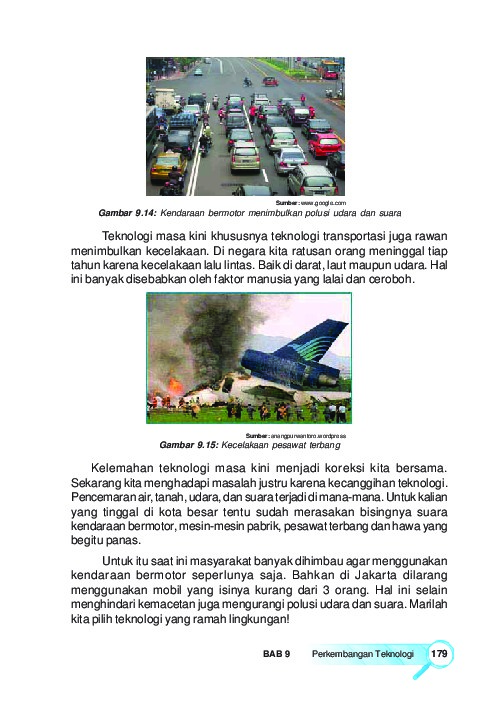 Sumber: www.google.com
Gambar 9.14: Kendaraan bermotor menimbulkan polusi udara dan suara
Teknologi masa kini khususnya teknologi transportasi juga rawan
menimbulkan kecelakaan. Di negara kita ratusan orang meninggal tiap
tahun karena kecelakaan lalu lintas. Baik di darat, laut maupun udara. Hal
ini banyak disebabkan oleh faktor manusia yang lalai dan ceroboh.
Sumber: anangpurwantoro.wordpress
Gambar 9.15: Kecelakaan pesawat terbang
Kelemahan teknologi masa kini menjadi koreksi kita bersama.
Sekarang kita menghadapi masalah justru karena kecanggihan teknologi.
Pencemaran air, tanah, udara, dan suara terjadi di mana-mana. Untuk kalian
yang tinggal di kota besar tentu sudah merasakan bisingnya suara
kendaraan bermotor, mesin-mesin pabrik, pesawat terbang dan hawa yang
begitu panas.
Untuk itu saat ini masyarakat banyak dihimbau agar menggunakan
kendaraan bermotor seperlunya saja. Bahkan di Jakarta dilarang
menggunakan mobil yang isinya kurang dari 3 orang. Hal ini selain
menghindari kemacetan juga mengurangi polusi udara dan suara. Marilah
kita pilih teknologi yang ramah lingkungan!
BAB 9 Perkembangan Teknologi 179